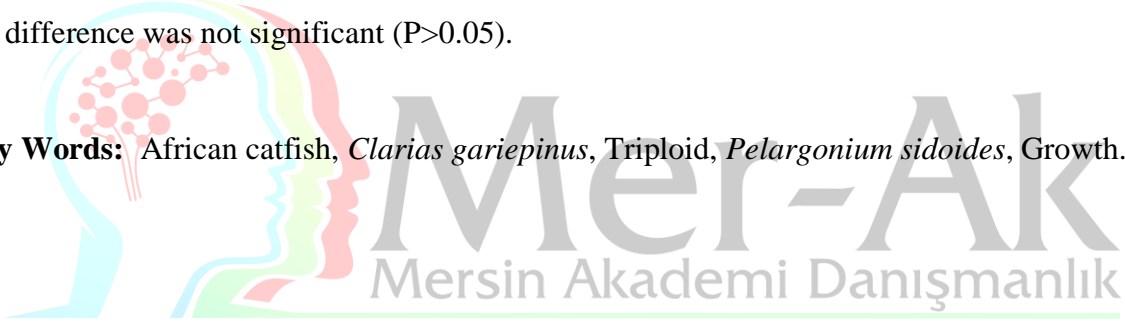 difference was not significant (P>0.05).
y Words: African catfish, Clarias gariepinus, Triploid, Pelargonium sidoides, Growth.
Mer-Ak
Mersin Akademi Danışmanlık